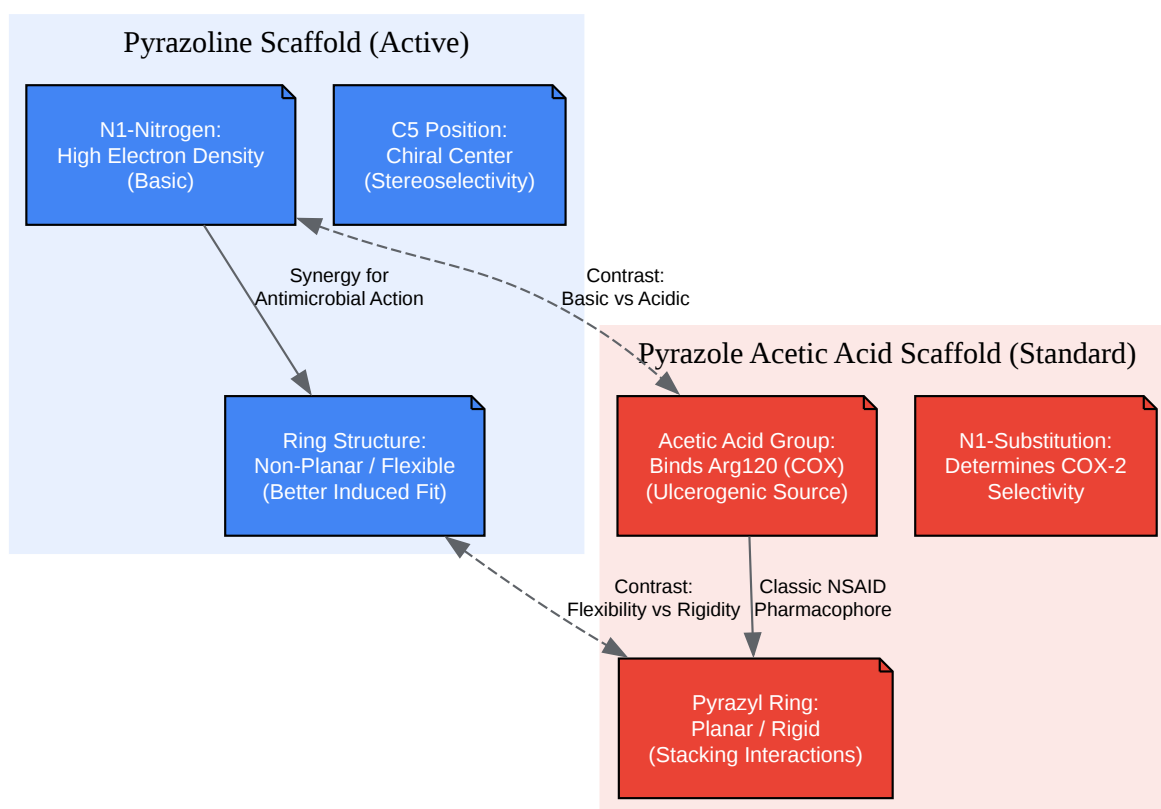 Pyrazoline Scaffold (Active)
N1-Nitrogen:
High Electron Density
(Basic)
C5 Position:
Chiral Center
(Stereoselectivity)
Synergy for
Antimicrobial Action
Contrast:
Basic vs Acidic
Ring Structure:
Non-Planar / Flexible
(Better Induced Fit)
Pyrazole Acetic Acid Scaffold (Standard)
Acetic Acid Group:
Binds Arg120 (COX)
(Ulcerogenic Source)
N1-Substitution:
Determines COX-2
Selectivity
Contrast:
Flexibility vs Rigidity
Classic NSAID
Pharmacophore
Pyrazyl Ring:
Planar / Rigid
(Stacking Interactions)